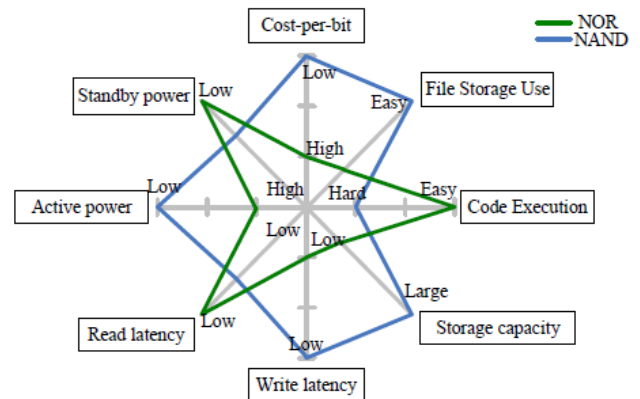 Cost-per-bit
NOR
NAND
Low
Low
Standby power
Easy
File Storage Use
High
Low
High
Hard
Easy
Active power
Code Execution
Low
Low
Large
Read latency
Low
Storage capacity
Low
Write latency